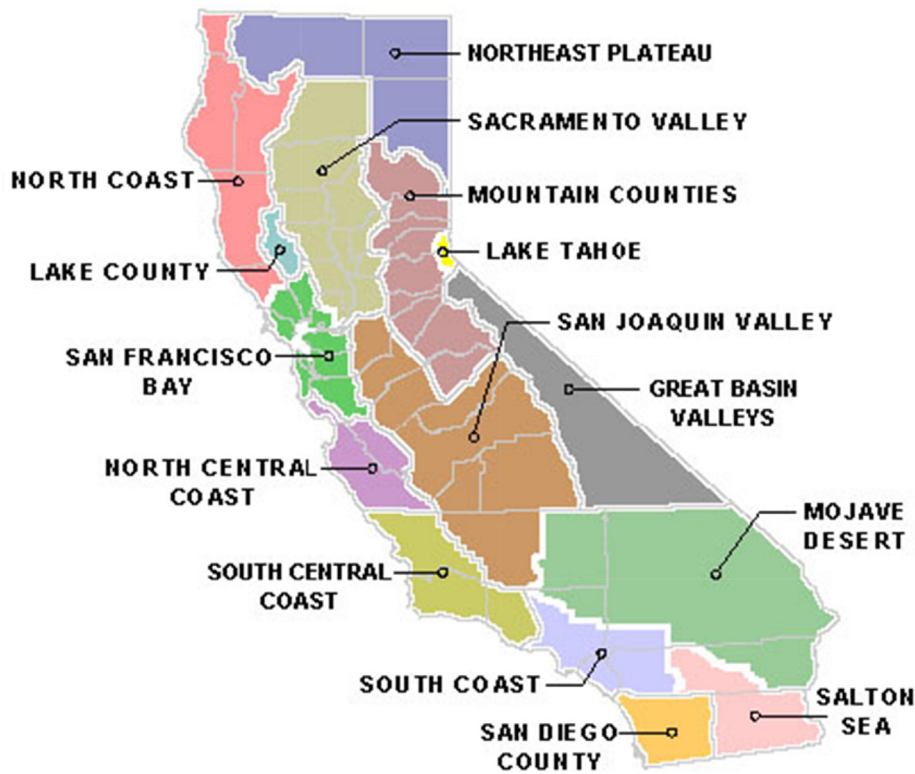 NORTHEAST PLATEAU
SACRAMENTO VALLEY
NORTH COAST
MOUNTAIN COUNTIES
LAKE COUNTY
LAKE TAHOE
SAN JOAQUIN VALLEY
SAN FRANCISCO
BAY
GREAT BASIN
VALLEYS
NORTH CENTRAL
COAST
MOJAVE
DESERT
SOUTH CENTRAL
COAST
SOUTH COAST
SALTON
SEA
SAN DIEGO
COUNTY